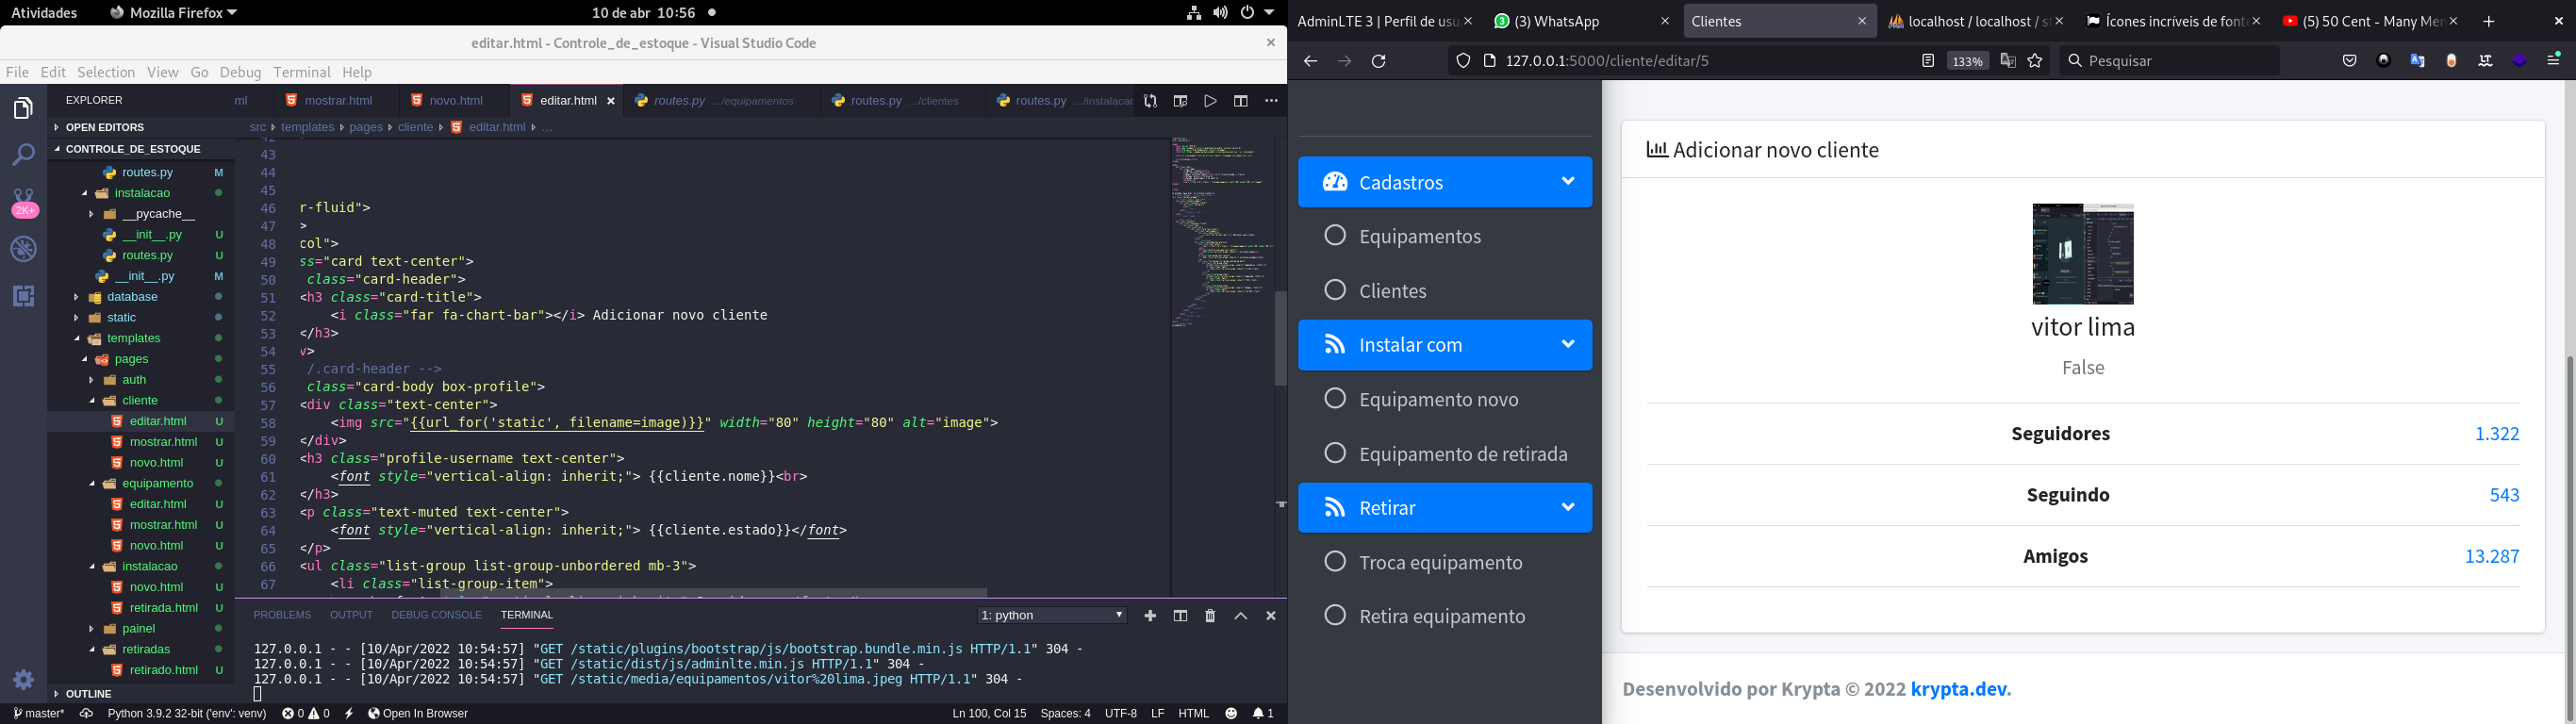 Atividades
Mozilla Firefox
10 de abr 10:56
editar.html - Controle_de_estoque - Visual Studio Code
File Edit Selection View Go Debug Terminal Help
EXPLORER
OPEN EDITORS
CONTROLE_DE_ESTOQUE
routes.py M
instalacao
__pycache__
__init__.py U
routes.py U
__init__.py M
database
static
templates
pages
auth
cliente
editar.html U
mostrar.html U
novo.html U
equipamento
editar.html U
mostrar.html U
novo.html U
instalacao
novo.html U
retirada.html U
painel
retiradas
retirado.html U
OUTLINE
2K+
ml mostrar.html novo.html editar.html routes.py .../equipamentos routes.py .../clientes routes.py .../instalacao
src templates pages cliente editar.html ...
42
43
44
45
46 r-fluid">
47 >
48 col">
49 ss="card text-center">
50 class="card-header">
51 <h3 class="card-title">
52 <i class="far fa-chart-bar"></i> Adicionar novo cliente
53 </h3>
54 v>
55 /.card-header -->
56 class="card-body box-profile">
57 <div class="text-center">
58 <img src="{{url_for('static', filename=image)}}" width="80" height="80" alt="image">
59 </div>
60 <h3 class="profile-username text-center">
61 <font style="vertical-align: inherit;"> {{cliente.nome}}<br>
62 </h3>
63 <p class="text-muted text-center">
64 <font style="vertical-align: inherit;"> {{cliente.estado}}</font>
65 </p>
66 <ul class="list-group list-group-unbordered mb-3">
67 <li class="list-group-item">
PROBLEMS OUTPUT DEBUG CONSOLE TERMINAL
1: python
127.0.0.1 - - [10/Apr/2022 10:54:57] "GET /static/plugins/bootstrap/js/bootstrap.bundle.min.js HTTP/1.1" 304 -
127.0.0.1 - - [10/Apr/2022 10:54:57] "GET /static/dist/js/adminlte.min.js HTTP/1.1" 304 -
127.0.0.1 - - [10/Apr/2022 10:54:57] "GET /static/media/equipamentos/vitor%20lima.jpeg HTTP/1.1" 304 -
master* Python 3.9.2 32-bit ('env': venv) 0 0 Open In Browser Ln 100, Col 15 Spaces: 4 UTF-8 LF HTML 1
AdminLTE 3 | Perfil de usu (3) WhatsApp Clientes localhost / localhost / s Ícones incríveis de font (5) 50 Cent - Many Men
127.0.0.1:5000/cliente/editar/5
133%
Pesquisar
Cadastros
Equipamentos
Clientes
Instalar com
Equipamento novo
Equipamento de retirada
Retirar
Troca equipamento
Retira equipamento
Adicionar novo cliente
vitor lima
False
Seguidores 1.322
Seguindo 543
Amigos 13.287
Desenvolvido por Krypta © 2022 krypta.dev.